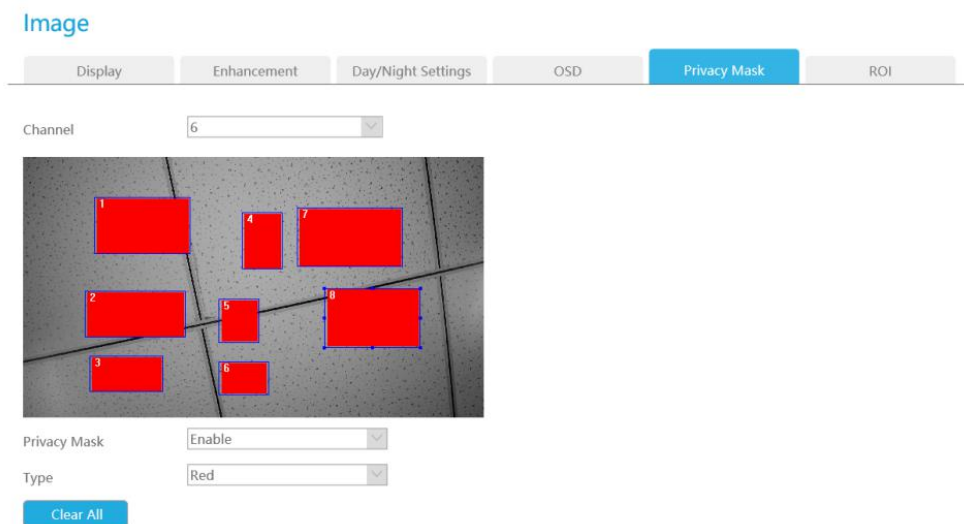 Image
Display Enhancement Day/Night Settings OSD Privacy Mask ROI
Channel 6
1
4
7
2
5
8
3
6
Privacy Mask Enable
Type Red
Clear All